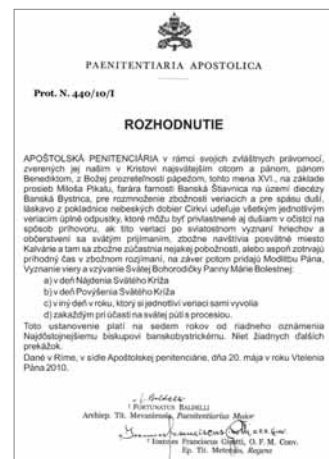 PAENITENTIARIA APOSTOLICA
Prot. N. 440/10/I
ROZHODNUTIE
APOŠTOLSKÁ PENITENCIÁRIA v rámci svojich zvláštnych právomocí,
zverených jej naším v Kristovi najsvätejším otcom a pánom, pánom
Benediktom, z Božej prozreteľnosti pápežom, tohto mena XVI., na základe
prosieb Miloša Pikalu, farára farnosti Banská Štiavnica na území diecézy
Banská Bystrica, pre rozmnoženie zbožnosti veriacich a pre spásu duší,
láskavo z pokladnice nebeských dobier Cirkvi udeľuje všetkým jednotlivým
veriacim úplné odpustky, ktoré môžu byť privlastnené aj dušiam v očistci na
spôsob príhovoru, ak títo veriaci po sviatostnom vyznaní hriechov a
občerstvení sa svätým prijímaním, zbožne navštívia posvätné miesto
Kalvárie a tam sa zbožne zúčastnia nejakej pobožnosti, alebo aspoň zotrvajú
príhodný čas v zbožnom rozjímaní, na záver potom pridajú Modlitbu Pána,
Vyznanie viery a vzývanie Svätej Bohorodičky Panny Márie Bolestnej:
a) v deň Nájdenia Svätého Kríža
b) v deň Povýšenia Svätého Kríža
c) v iný deň v roku, ktorý si jednotliví veriaci sami vyvolia
d) zakaždým pri účasti na svätej púti s procesiou.
Toto ustanovenie platí na sedem rokov od riadneho oznámenia
Najdôstojnejšiemu biskupovi banskobystrickému. Niet žiadnych ďalších
prekážok.
Dané v Ríme, v sídle Apoštolskej penitenciárie, dňa 20. mája v roku Vtelenia
Pána 2010.
† FORTUNATUS BALDELLI
Archiep. Tit. Mevaniensis, Paenitentiarius Maior
† Ioannes Franciscus Girotti, O. F. M. Conv.
Ep. Tit. Metensis, Regens